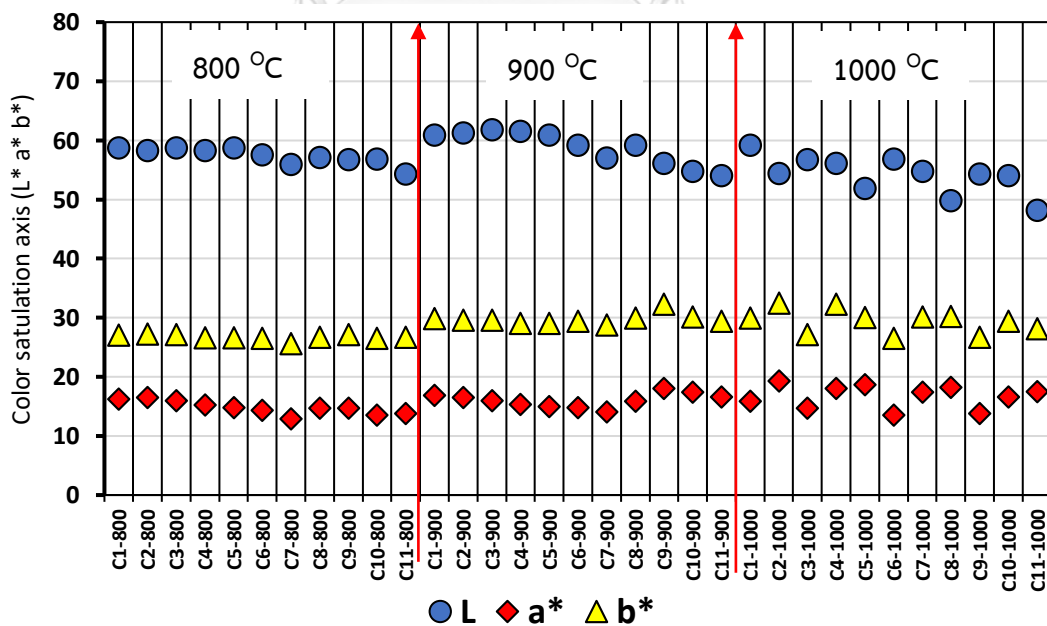 Color satulation axis (L* a* b*)
80
70
60
50
40
30
20
10
0
800 °C
900 °C
1000 °C
C1-800
C2-800
C3-800
C4-800
C5-800
C6-800
C7-800
C8-800
C9-800
C10-800
C11-800
C1-900
C2-900
C3-900
C4-900
C5-900
C6-900
C7-900
C8-900
C9-900
C10-900
C11-900
C1-1000
C2-1000
C3-1000
C4-1000
C5-1000
C6-1000
C7-1000
C8-1000
C9-1000
C10-1000
C11-1000
L a* b*